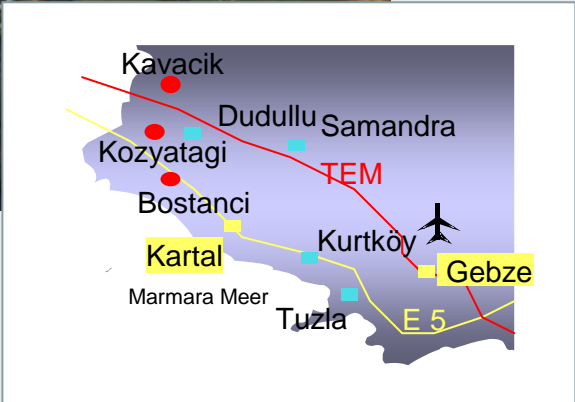 Kavacik
Dudullu
Samandra
Kozyatagi
TEM
Bostanci
Kurtköy
Kartal
Gebze
Marmara Meer
Tuzla
E 5